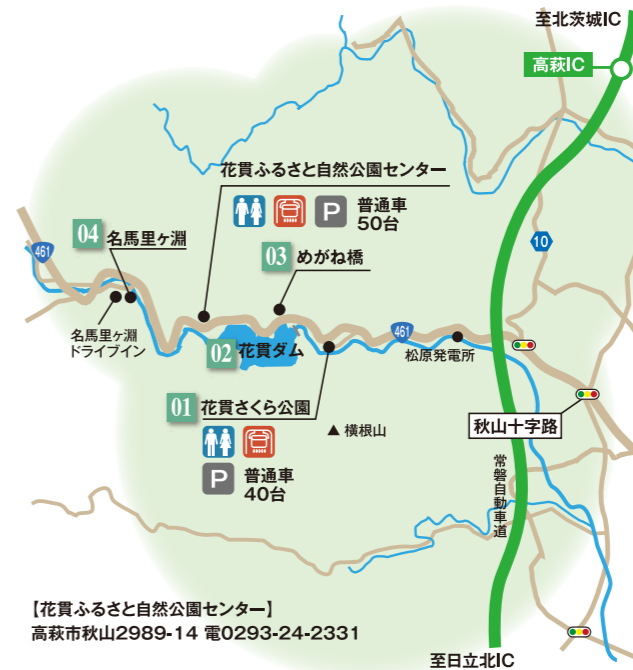 至北茨城IC
高萩IC
花貫ふるさと自然公園センター
P
普通車
50台
04 名馬里ヶ淵
03 めがね橋
10
461
名馬里ヶ淵
ドライブイン
02 花貫ダム
461
松原発電所
01 花貫さくら公園
▲ 横根山
秋山十字路
P
普通車
40台
常磐自動車道
【花貫ふるさと自然公園センター】
高萩市秋山2989-14 電0293-24-2331
至日立北IC